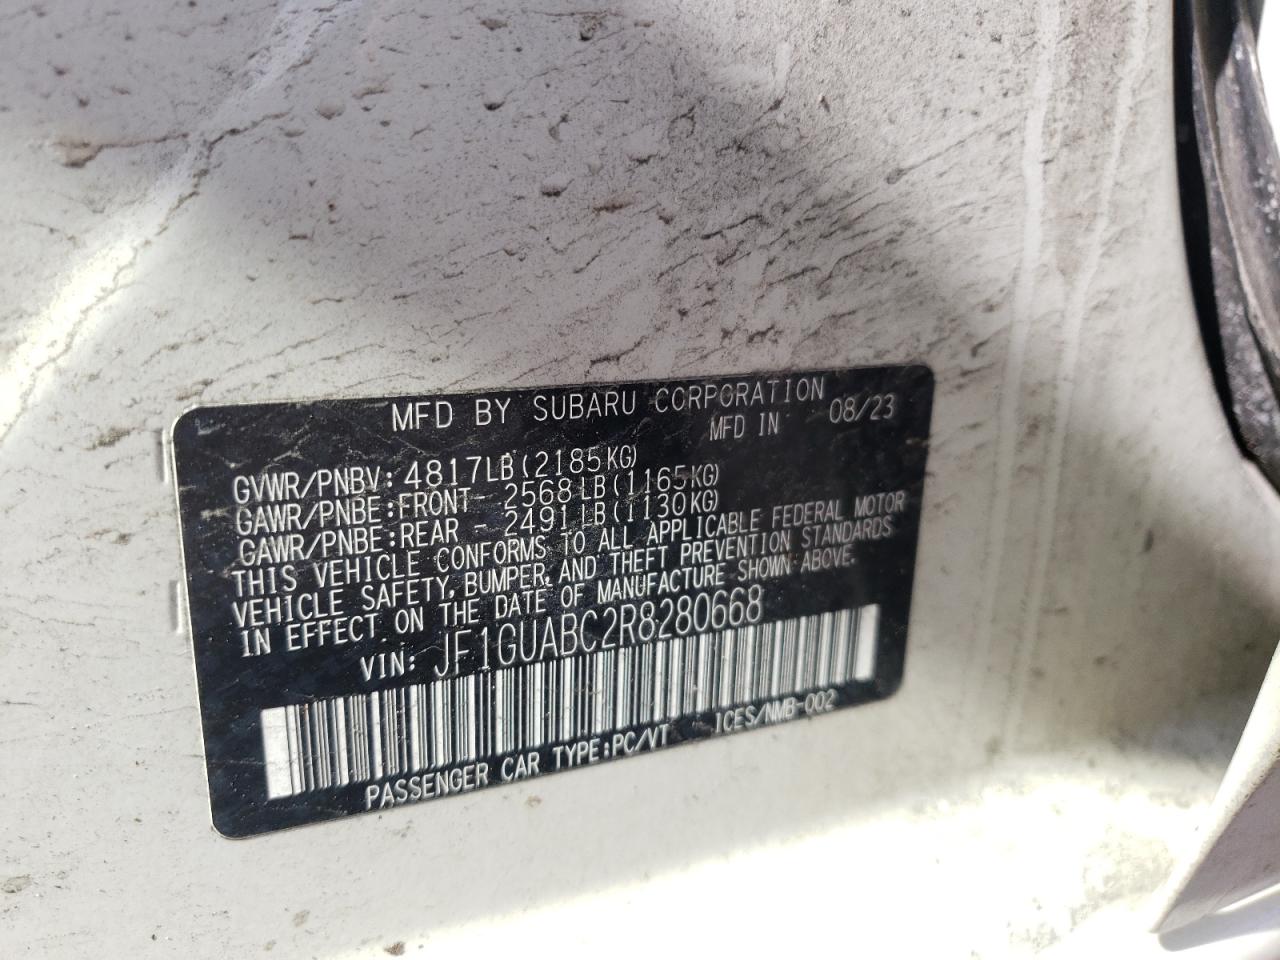 MFD BY SUBARU CORPORATION
MFD IN 08/23
GVWR/PNBV: 4817LB(2185KG)
GAWR/PNBE:FRONT- 2568LB(1165KG)
GAWR/PNBE:REAR - 2491LB(1130KG)
THIS VEHICLE CONFORMS TO ALL APPLICABLE FEDERAL MOTOR
VEHICLE SAFETY, BUMPER, AND THEFT PREVENTION STANDARDS
IN EFFECT ON THE DATE OF MANUFACTURE SHOWN ABOVE.
VIN: JF1GUABC2R8280668
PASSENGER CAR TYPE:PC/VT ICES/NMB-002